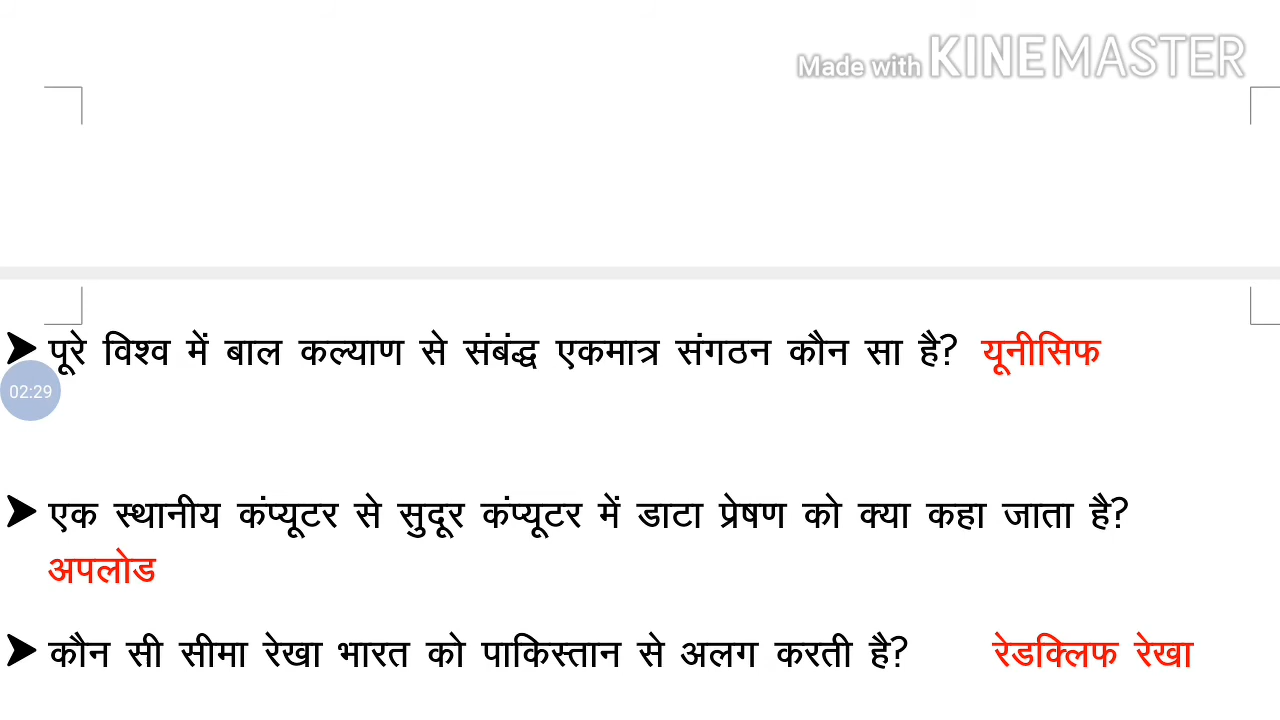 Made with KINEMASTER
➤ पूरे विश्व में बाल कल्याण से संबंद्ध एकमात्र संगठन कौन सा है? यूनीसिफ
02:29
➤ एक स्थानीय कंप्यूटर से सुदूर कंप्यूटर में डाटा प्रेषण को क्या कहा जाता है?
अपलोड
➤ कौन सी सीमा रेखा भारत को पाकिस्तान से अलग करती है? रेडक्लिफ रेखा